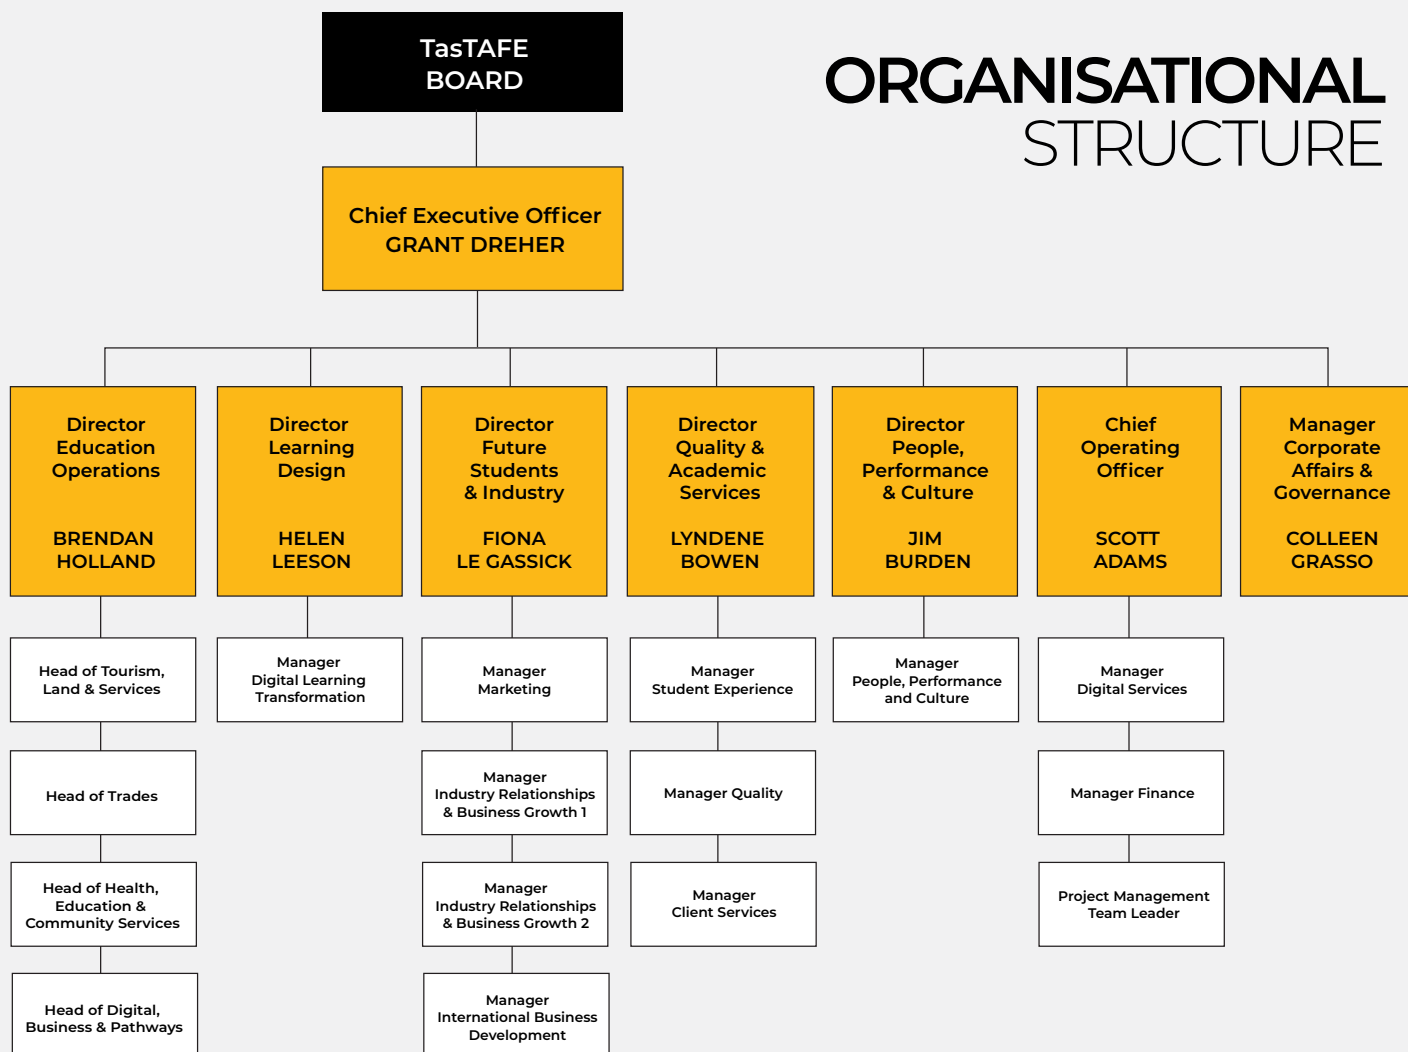 TasTAFE
BOARD
ORGANISATIONAL
STRUCTURE
Chief Executive Officer
GRANT DREHER
Director
Education
Operations
BRENDAN
HOLLAND
Director
Learning
Design
HELEN
LEESON
Director
Future
Students
& Industry
FIONA
LE GASSICK
Director
Quality &
Academic
Services
LYNDENE
BOWEN
Director
People,
Performance
& Culture
JIM
BURDEN
Chief
Operating
Officer
SCOTT
ADAMS
Manager
Corporate
Affairs &
Governance
COLLEEN
GRASSO
Head of Tourism,
Land & Services
Manager
Digital Learning
Transformation
Manager
Marketing
Manager
Student Experience
Manager
People, Performance
and Culture
Manager
Digital Services
Head of Trades
Manager
Industry Relationships
& Business Growth 1
Manager Quality
Manager Finance
Head of Health,
Education &
Community Services
Manager
Industry Relationships
& Business Growth 2
Manager
Client Services
Project Management
Team Leader
Head of Digital,
Business & Pathways
Manager
International Business
Development